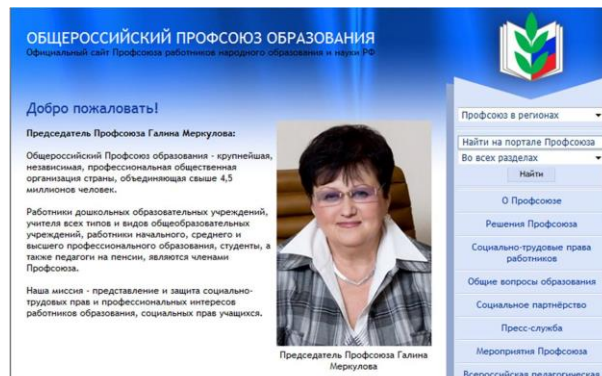 ОБЩЕРОССИЙСКИЙ ПРОФСОЮЗ ОБРАЗОВАНИЯ
Официальный сайт Профсоюза работников народного образования и науки РФ
Добро пожаловать!
Председатель Профсоюза Галина Меркулова:
Общероссийский Профсоюз образования - крупнейшая,
независимая, профессиональная общественная
организация страны, объединяющая свыше 4,5
миллионов человек.
Работники дошкольных образовательных учреждений,
учителя всех типов и видов общеобразовательных
учреждений, работники начального, среднего и
высшего профессионального образования, студенты, а
также педагоги на пенсии, являются членами
Профсоюза.
Наша миссия - представление и защита социально-
трудовых прав и профессиональных интересов
работников образования, социальных прав учащихся.
Председатель Профсоюза Галина
Меркулова
Профсоюз в регионах
Найти на портале Профсоюза
Во всех разделах
Найти
О Профсоюзе
Решения Профсоюза
Социально-трудовые права
работников
Общие вопросы образования
Социальное партнёрство
Пресс-служба
Мероприятия Профсоюза
Всероссийская педагогическая